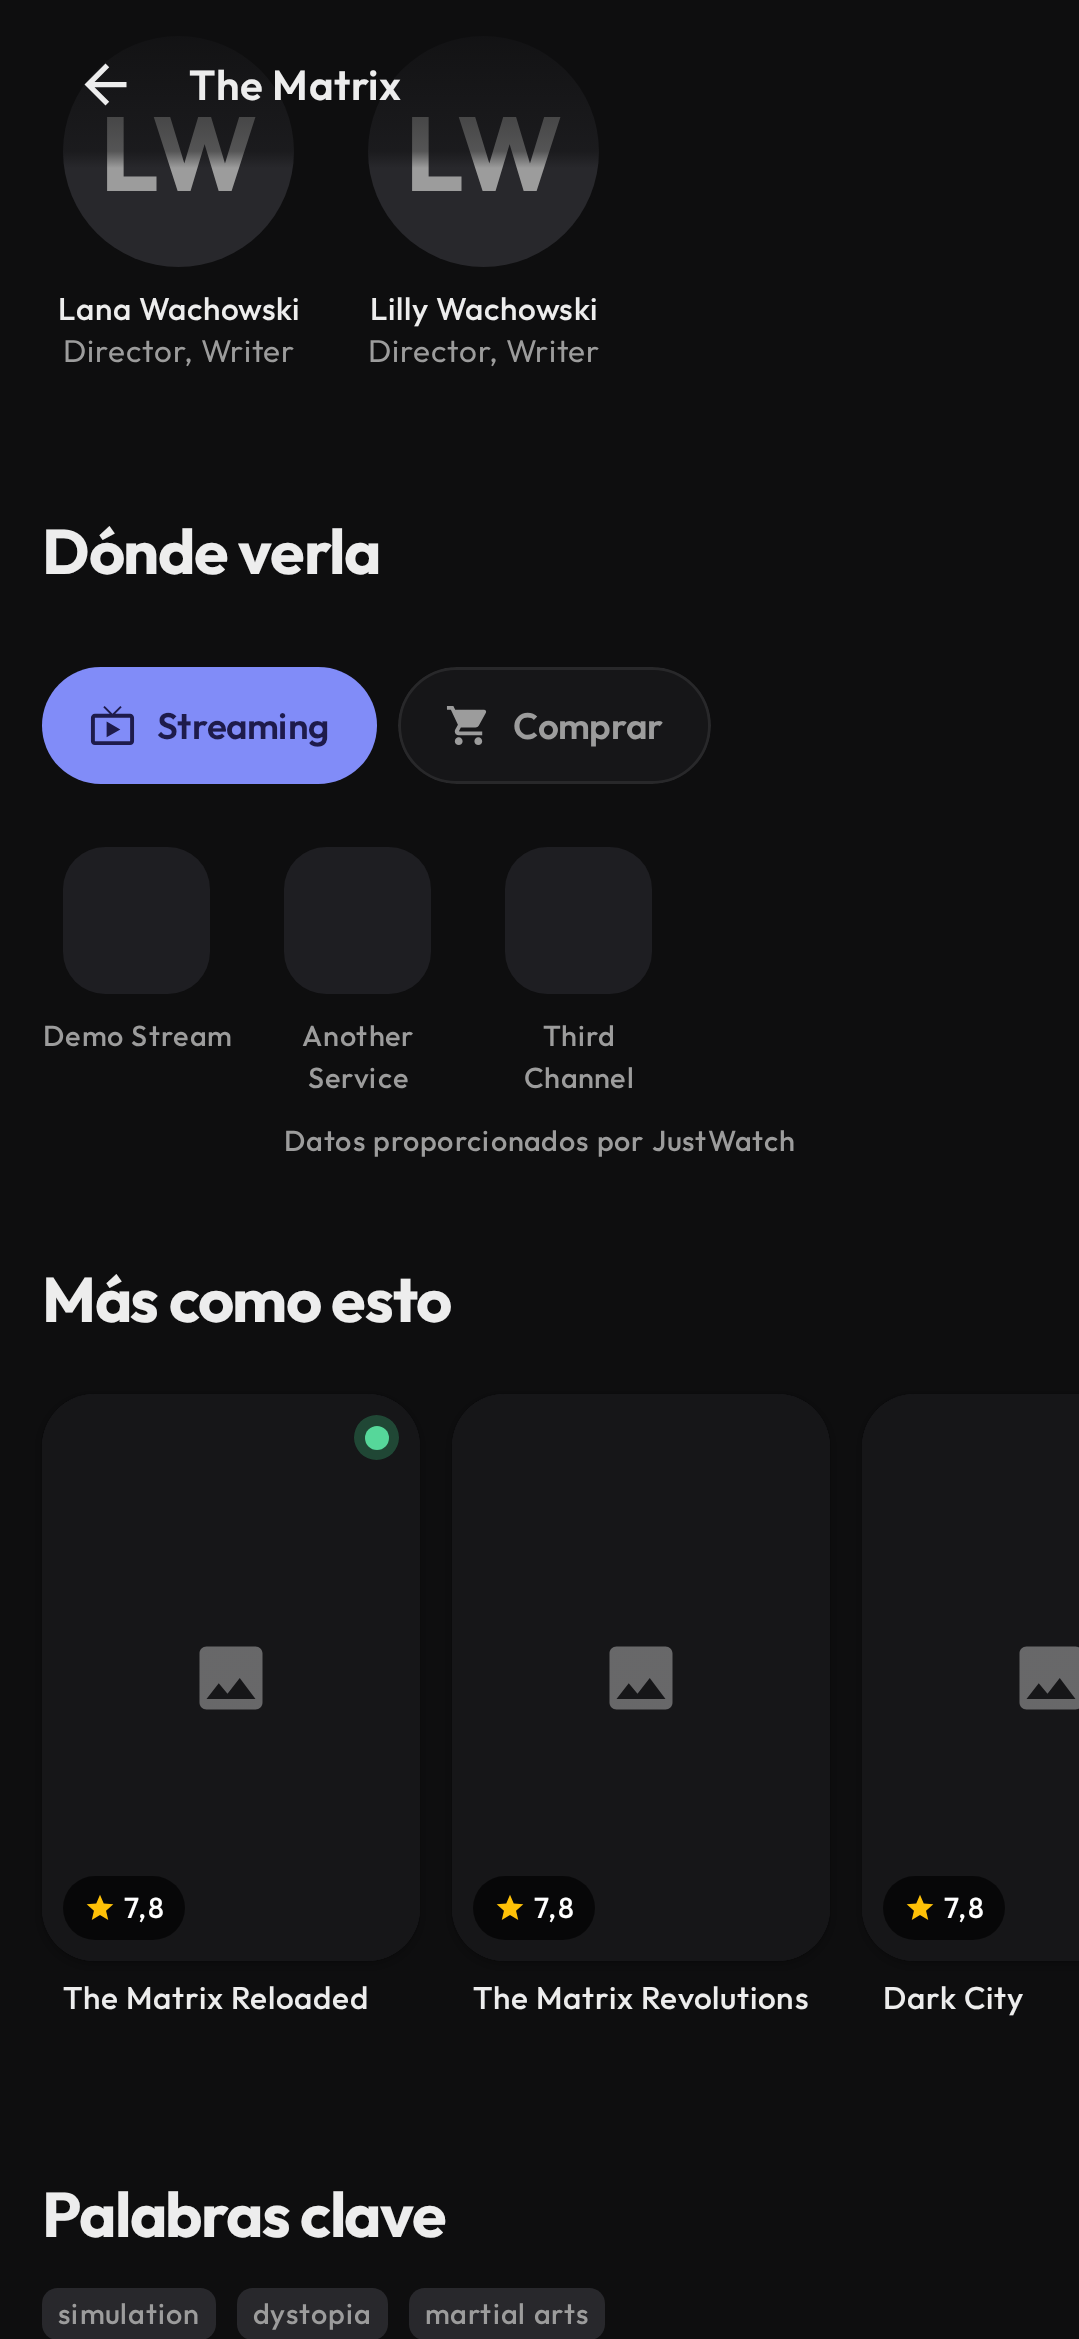 The Matrix
LW LW
Lana Wachowski Lilly Wachowski
Director, Writer Director, Writer
Dónde verla
Streaming Comprar
Demo Stream Another Third
Service Channel
Datos proporcionados por JustWatch
Más como esto
7,8 7,8 7,8
The Matrix Reloaded The Matrix Revolutions Dark City
Palabras clave
simulation dystopia martial arts